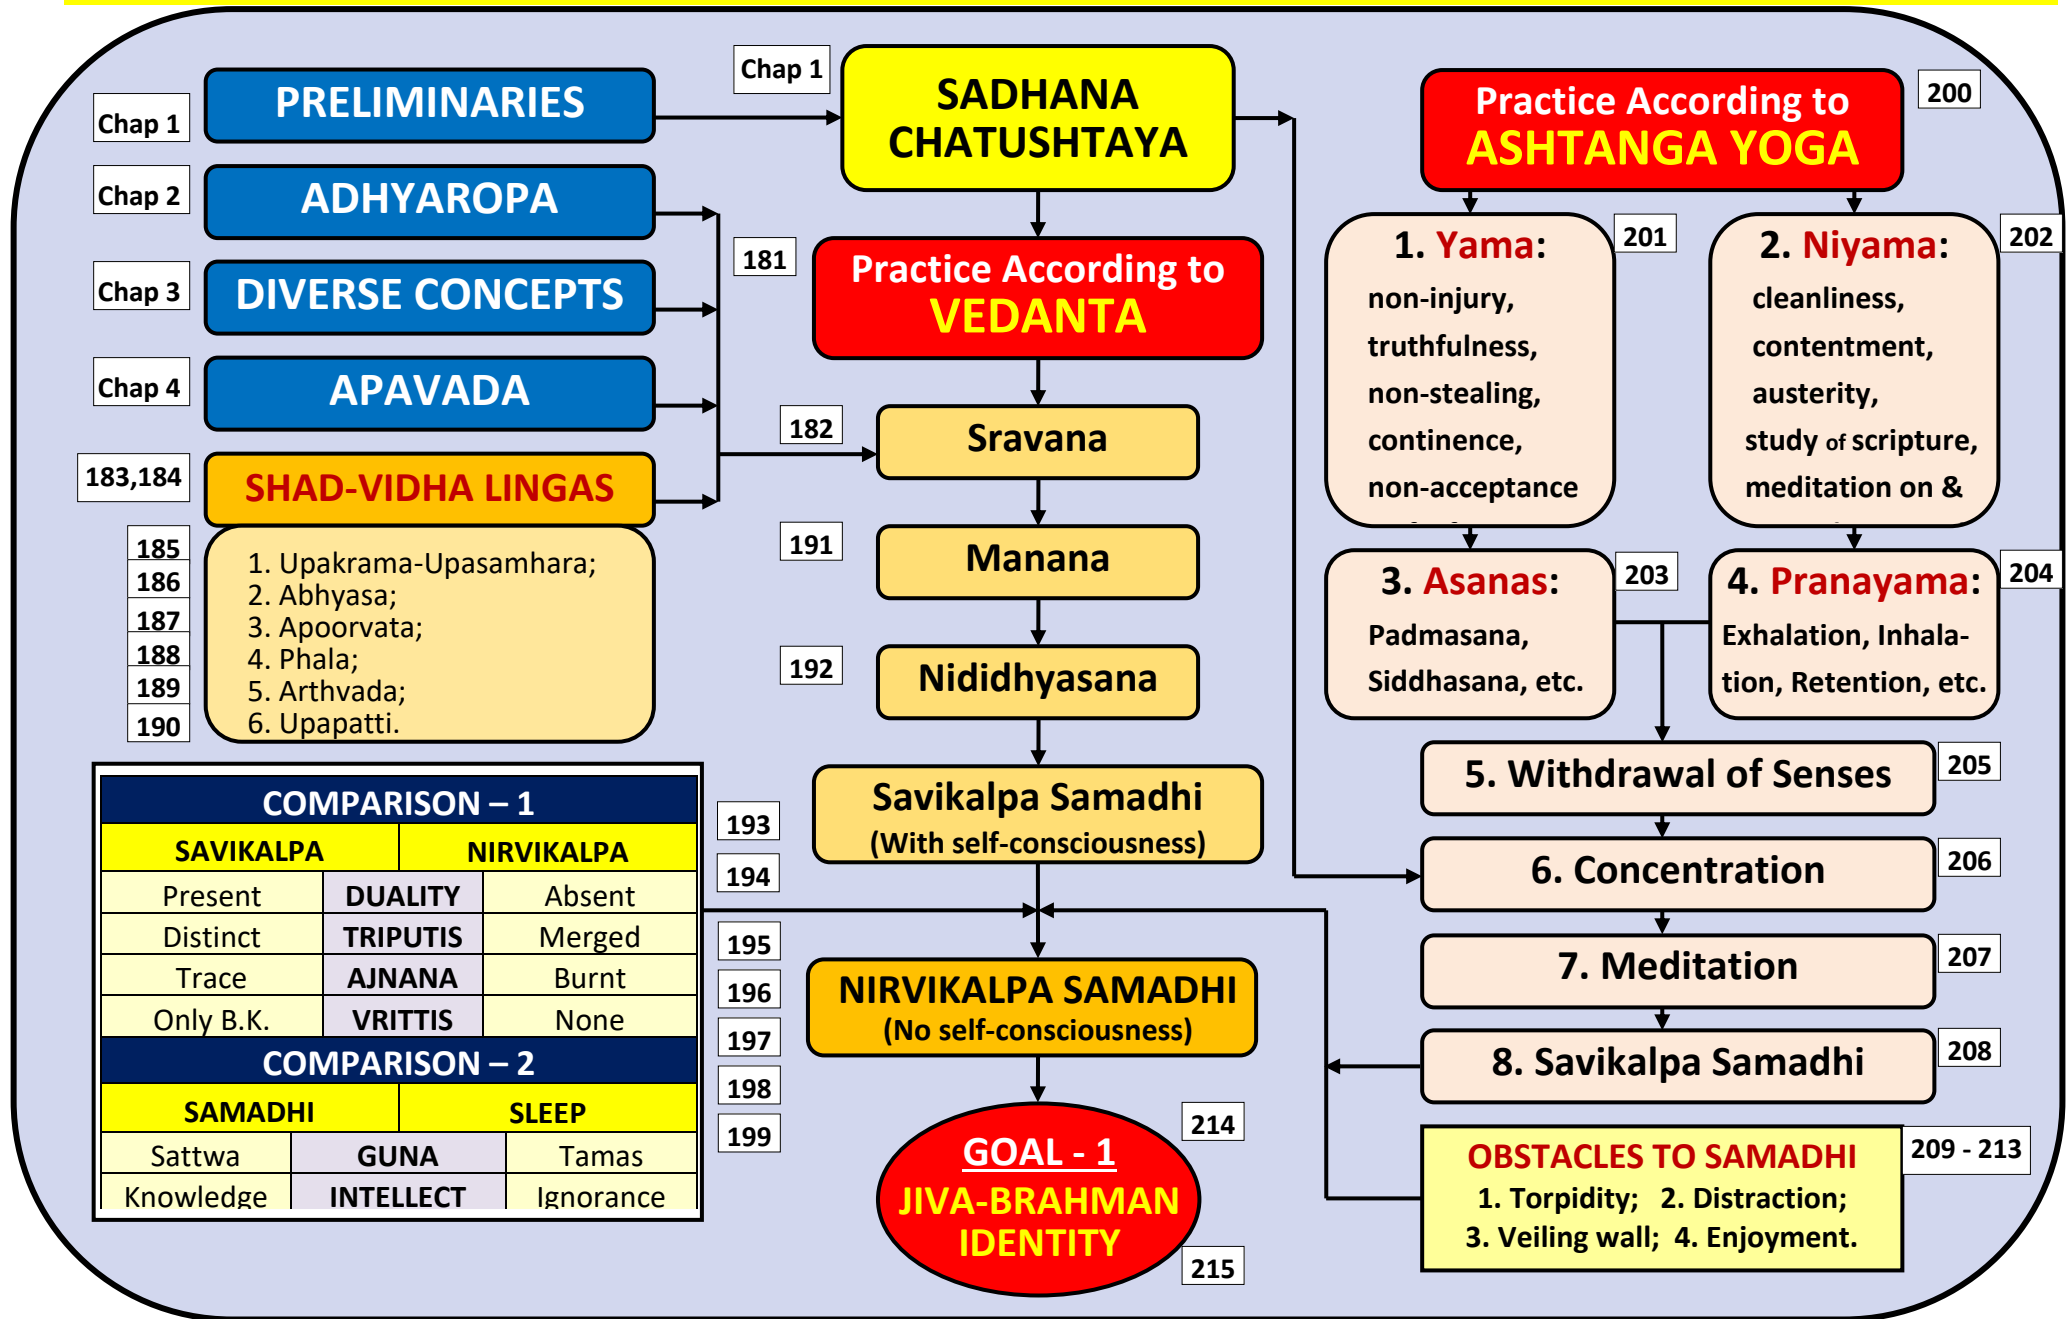 Chap 1
PRELIMINARIES
Chap 2
ADHYAROPA
Chap 3
DIVERSE CONCEPTS
Chap 4
APAVADA
183,184
SHAD-VIDHA LINGAS
185
186
187
188
189
190
1. Upakrama-Upasamhara;
2. Abhyasa;
3. Apoorvata;
4. Phala;
5. Arthvada;
6. Upapatti.
COMPARISON – 1
SAVIKALPA NIRVIKALPA
Present DUALITY Absent
Distinct TRIPUTIS Merged
Trace AJNANA Burnt
Only B.K. VRITTIS None
COMPARISON – 2
SAMADHI SLEEP
Sattwa GUNA Tamas
Knowledge INTELLECT Ignorance
Chap 1
SADHANA
CHATUSHTAYA
181
Practice According to
VEDANTA
182
Sravana
191
Manana
192
Nididhyasana
193
194
Savikalpa Samadhi
(With self-consciousness)
195
196
197
198
199
NIRVIKALPA SAMADHI
(No self-consciousness)
214
GOAL - 1
JIVA-BRAHMAN
IDENTITY
215
Practice According to
ASHTANGA YOGA
200
1. Yama:
non-injury,
truthfulness,
non-stealing,
continence,
non-acceptance
201
2. Niyama:
cleanliness,
contentment,
austerity,
study of scripture,
meditation on &
202
3. Asanas:
Padmasana,
Siddhasana, etc.
203
4. Pranayama:
Exhalation, Inhala-
tion, Retention, etc.
204
5. Withdrawal of Senses
205
6. Concentration
206
7. Meditation
207
8. Savikalpa Samadhi
208
OBSTACLES TO SAMADHI
1. Torpidity; 2. Distraction;
3. Veiling wall; 4. Enjoyment.
209 - 213